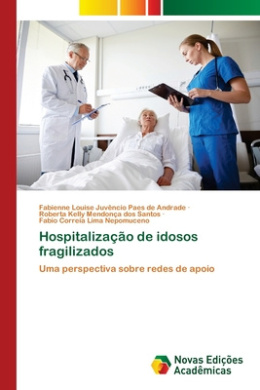 Fabienne Louise Juvêncio Paes de Andrade ·
Roberta Kelly Mendonça dos Santos ·
Fabio Correia Lima Nepomuceno
Hospitalização de idosos
fragilizados
Uma perspectiva sobre redes de apoio
Novas Edições
Acadêmicas